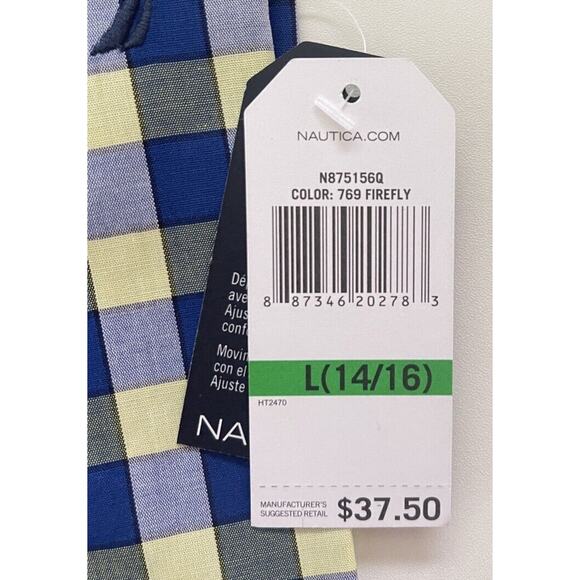 NAUTICA.COM
N875156Q
COLOR: 769 FIREFLY
8 87346 20278 3
L(14/16)
HT2470
MANUFACTURER'S
SUGGESTED RETAIL
$37.50
Ajus
Movin
con el
Ajuste
NA